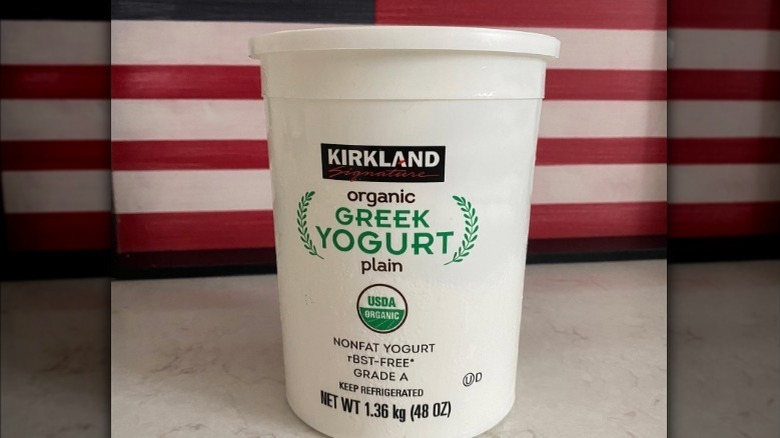 KIRKLAND
Signature
organic
GREEK
YOGURT
plain
USDA
ORGANIC
NONFAT YOGURT
rBST-FREE*
GRADE A
KEEP REFRIGERATED
Ⓤ D
NET WT 1.36 kg (48 OZ)